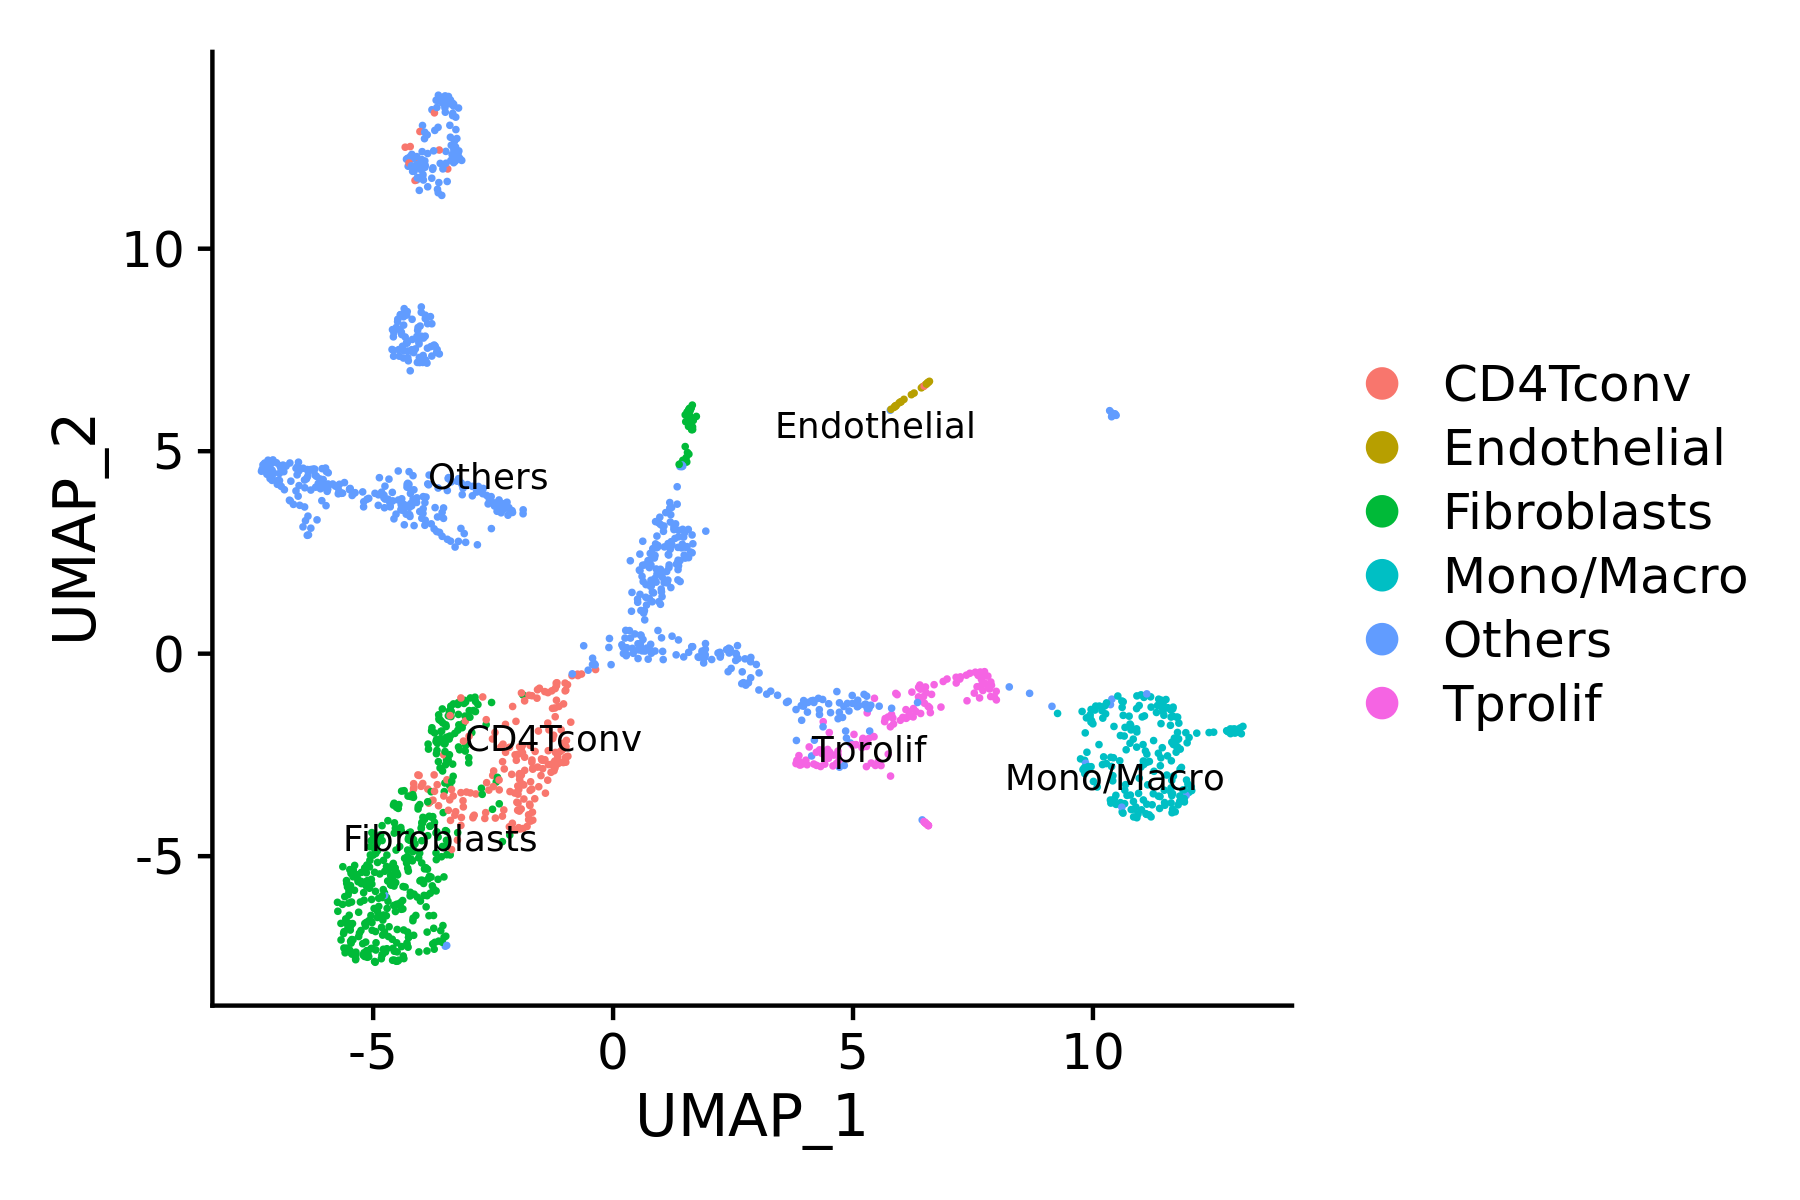 UMAP_2
10
5
0
-5
-5
0
5
10
UMAP_1
Endothelial
Others
CD4Tconv
Tprolif
Mono/Macro
Fibroblasts
CD4Tconv
Endothelial
Fibroblasts
Mono/Macro
Others
Tprolif